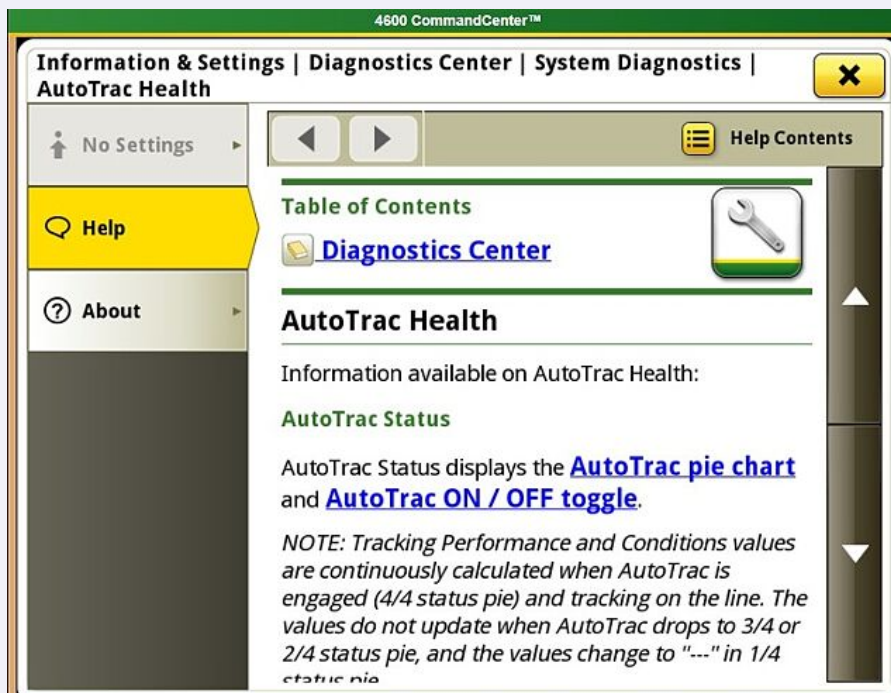 4600 CommandCenter™
Information & Settings | Diagnostics Center | System Diagnostics |
AutoTrac Health
No Settings
Help Contents
Help
Table of Contents
Diagnostics Center
About
AutoTrac Health
Information available on AutoTrac Health:
AutoTrac Status
AutoTrac Status displays the AutoTrac pie chart
and AutoTrac ON / OFF toggle.
NOTE: Tracking Performance and Conditions values
are continuously calculated when AutoTrac is
engaged (4/4 status pie) and tracking on the line. The
values do not update when AutoTrac drops to 3/4 or
2/4 status pie, and the values change to "---" in 1/4
status pie